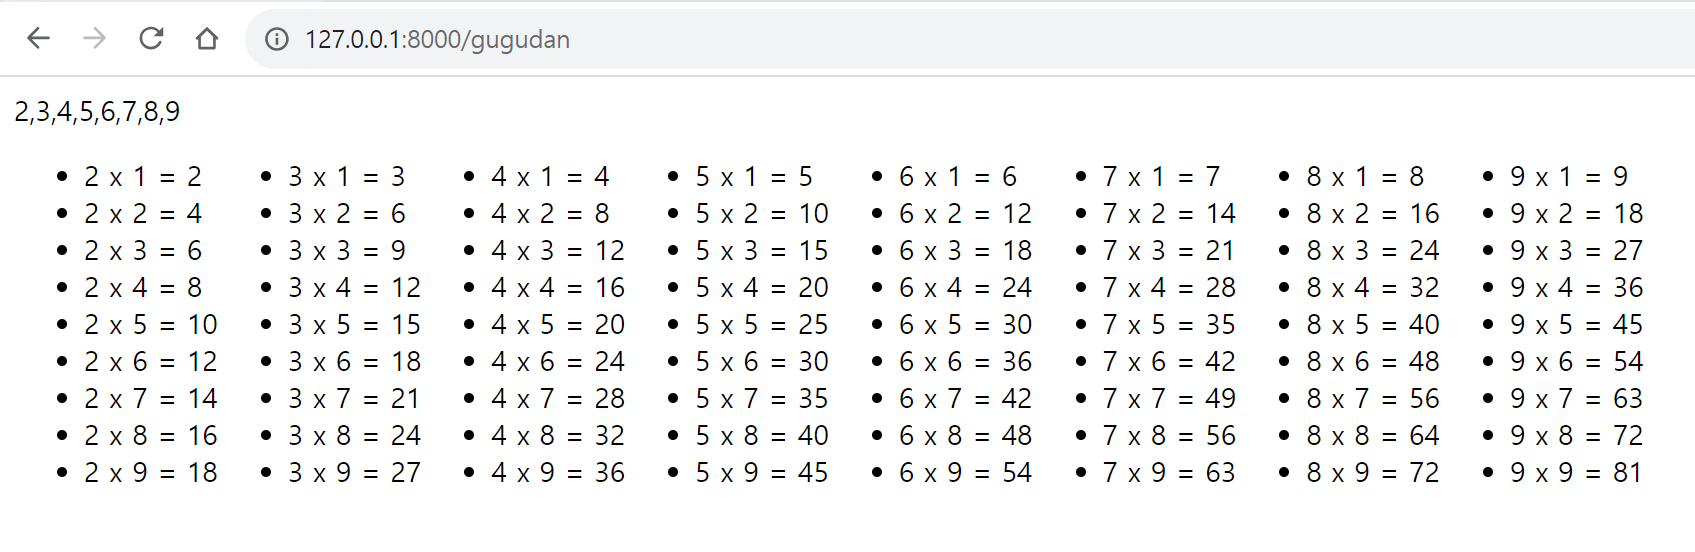 127.0.0.1:8000/gugudan
2,3,4,5,6,7,8,9
• 2 x 1 = 2 • 3 x 1 = 3 • 4 x 1 = 4 • 5 x 1 = 5 • 6 x 1 = 6 • 7 x 1 = 7 • 8 x 1 = 8 • 9 x 1 = 9
• 2 x 2 = 4 • 3 x 2 = 6 • 4 x 2 = 8 • 5 x 2 = 10 • 6 x 2 = 12 • 7 x 2 = 14 • 8 x 2 = 16 • 9 x 2 = 18
• 2 x 3 = 6 • 3 x 3 = 9 • 4 x 3 = 12 • 5 x 3 = 15 • 6 x 3 = 18 • 7 x 3 = 21 • 8 x 3 = 24 • 9 x 3 = 27
• 2 x 4 = 8 • 3 x 4 = 12 • 4 x 4 = 16 • 5 x 4 = 20 • 6 x 4 = 24 • 7 x 4 = 28 • 8 x 4 = 32 • 9 x 4 = 36
• 2 x 5 = 10 • 3 x 5 = 15 • 4 x 5 = 20 • 5 x 5 = 25 • 6 x 5 = 30 • 7 x 5 = 35 • 8 x 5 = 40 • 9 x 5 = 45
• 2 x 6 = 12 • 3 x 6 = 18 • 4 x 6 = 24 • 5 x 6 = 30 • 6 x 6 = 36 • 7 x 6 = 42 • 8 x 6 = 48 • 9 x 6 = 54
• 2 x 7 = 14 • 3 x 7 = 21 • 4 x 7 = 28 • 5 x 7 = 35 • 6 x 7 = 42 • 7 x 7 = 49 • 8 x 7 = 56 • 9 x 7 = 63
• 2 x 8 = 16 • 3 x 8 = 24 • 4 x 8 = 32 • 5 x 8 = 40 • 6 x 8 = 48 • 7 x 8 = 56 • 8 x 8 = 64 • 9 x 8 = 72
• 2 x 9 = 18 • 3 x 9 = 27 • 4 x 9 = 36 • 5 x 9 = 45 • 6 x 9 = 54 • 7 x 9 = 63 • 8 x 9 = 72 • 9 x 9 = 81